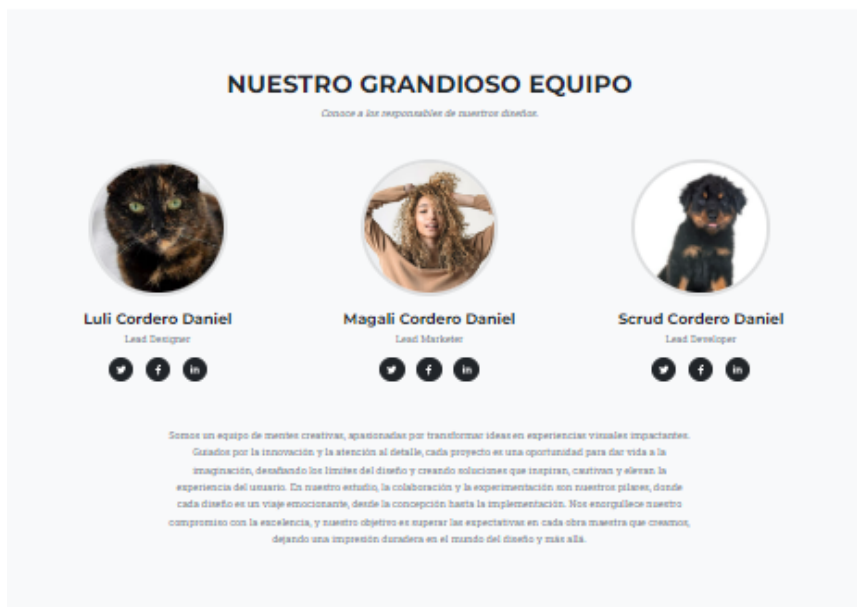 NUESTRO GRANDIOSO EQUIPO
Conoce a los responsables de nuestros diseños.
Luli Cordero Daniel
Magali Cordero Daniel
Scrud Cordero Daniel
Lead Designer
Lead Marketer
Lead Developer
Somos un equipo de mentes creativas, apasionadas por transformar ideas en experiencias visuales impactantes.
Guiados por la innovación y la atención al detalle, cada proyecto es una oportunidad para dar vida a la
imaginación, desafiando los límites del diseño y creando soluciones que inspiran, cautivan y elevan la
experiencia del usuario. En nuestro estudio, la colaboración y la experimentación son nuestros pilares, donde
cada diseño es un viaje emocionante, desde la concepción hasta la implementación. Nos enorgullece nuestro
compromiso con la excelencia, y nuestro objetivo es superar las expectativas en cada obra maestra que creamos,
dejando una impresión duradera en el mundo del diseño y más allá.